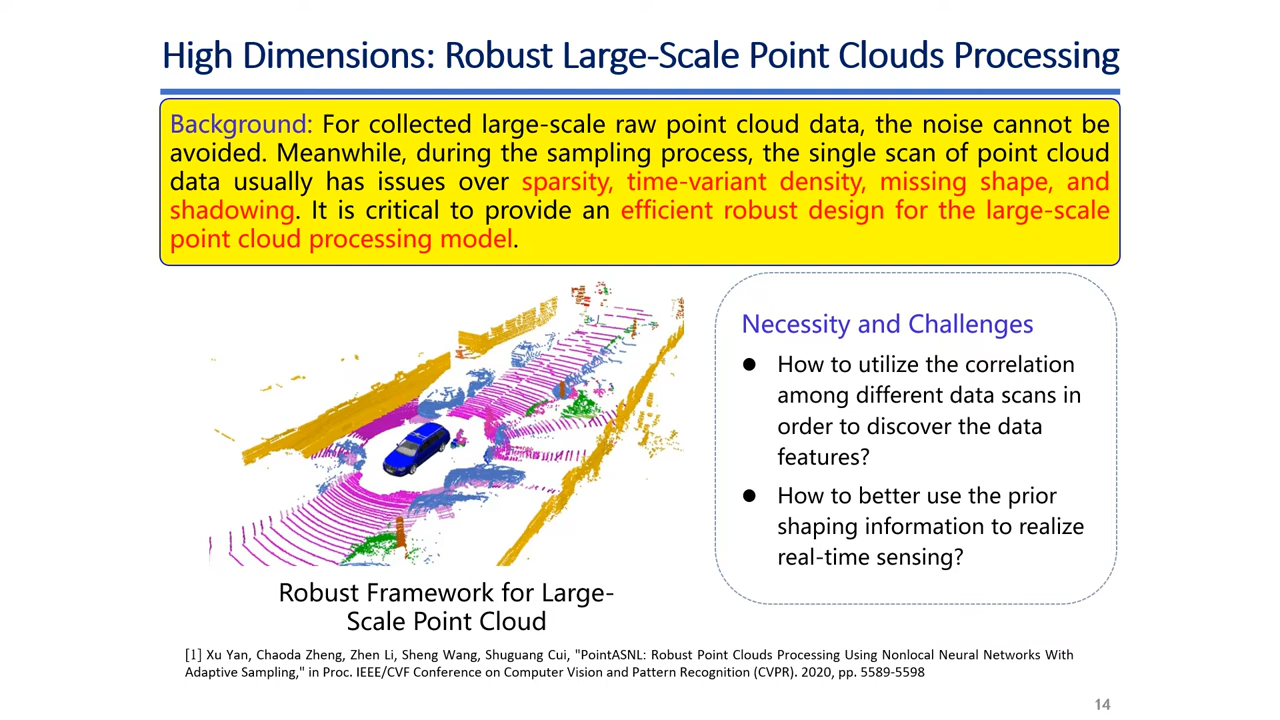 High Dimensions: Robust Large-Scale Point Clouds Processing
Background: For collected large-scale raw point cloud data, the noise cannot be
avoided. Meanwhile, during the sampling process, the single scan of point cloud
data usually has issues over sparsity, time-variant density, missing shape, and
shadowing. It is critical to provide an efficient robust design for the large-scale
point cloud processing model.
Robust Framework for Large-
Scale Point Cloud
Necessity and Challenges
● How to utilize the correlation
among different data scans in
order to discover the data
features?
● How to better use the prior
shaping information to realize
real-time sensing?
[1] Xu Yan, Chaoda Zheng, Zhen Li, Sheng Wang, Shuguang Cui, "PointASNL: Robust Point Clouds Processing Using Nonlocal Neural Networks With
Adaptive Sampling," in Proc. IEEE/CVF Conference on Computer Vision and Pattern Recognition (CVPR). 2020, pp. 5589-5598
14